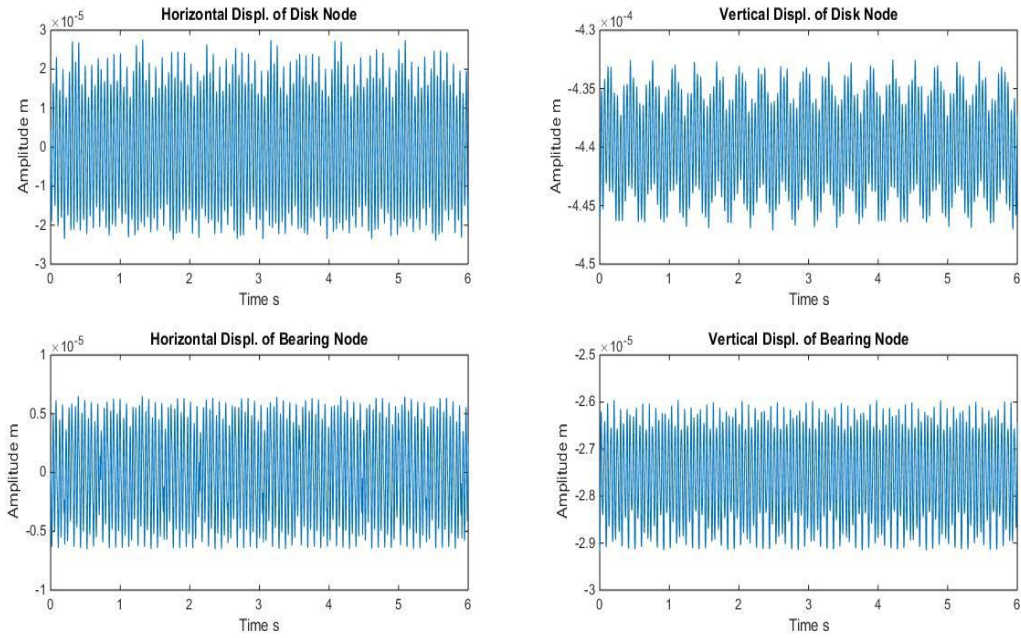 Horizontal Displ. of Disk Node
×10⁻⁵
3
2
1
0
-1
-2
-3
Amplitude m
0 1 2 3 4 5 6
Time s
Vertical Displ. of Disk Node
×10⁻⁴
-4.3
-4.35
-4.4
-4.45
-4.5
Amplitude m
0 1 2 3 4 5 6
Time s
Horizontal Displ. of Bearing Node
×10⁻⁵
1
0.5
0
-0.5
-1
Amplitude m
0 1 2 3 4 5 6
Time s
Vertical Displ. of Bearing Node
×10⁻⁵
-2.5
-2.6
-2.7
-2.8
-2.9
-3
Amplitude m
0 1 2 3 4 5 6
Time s